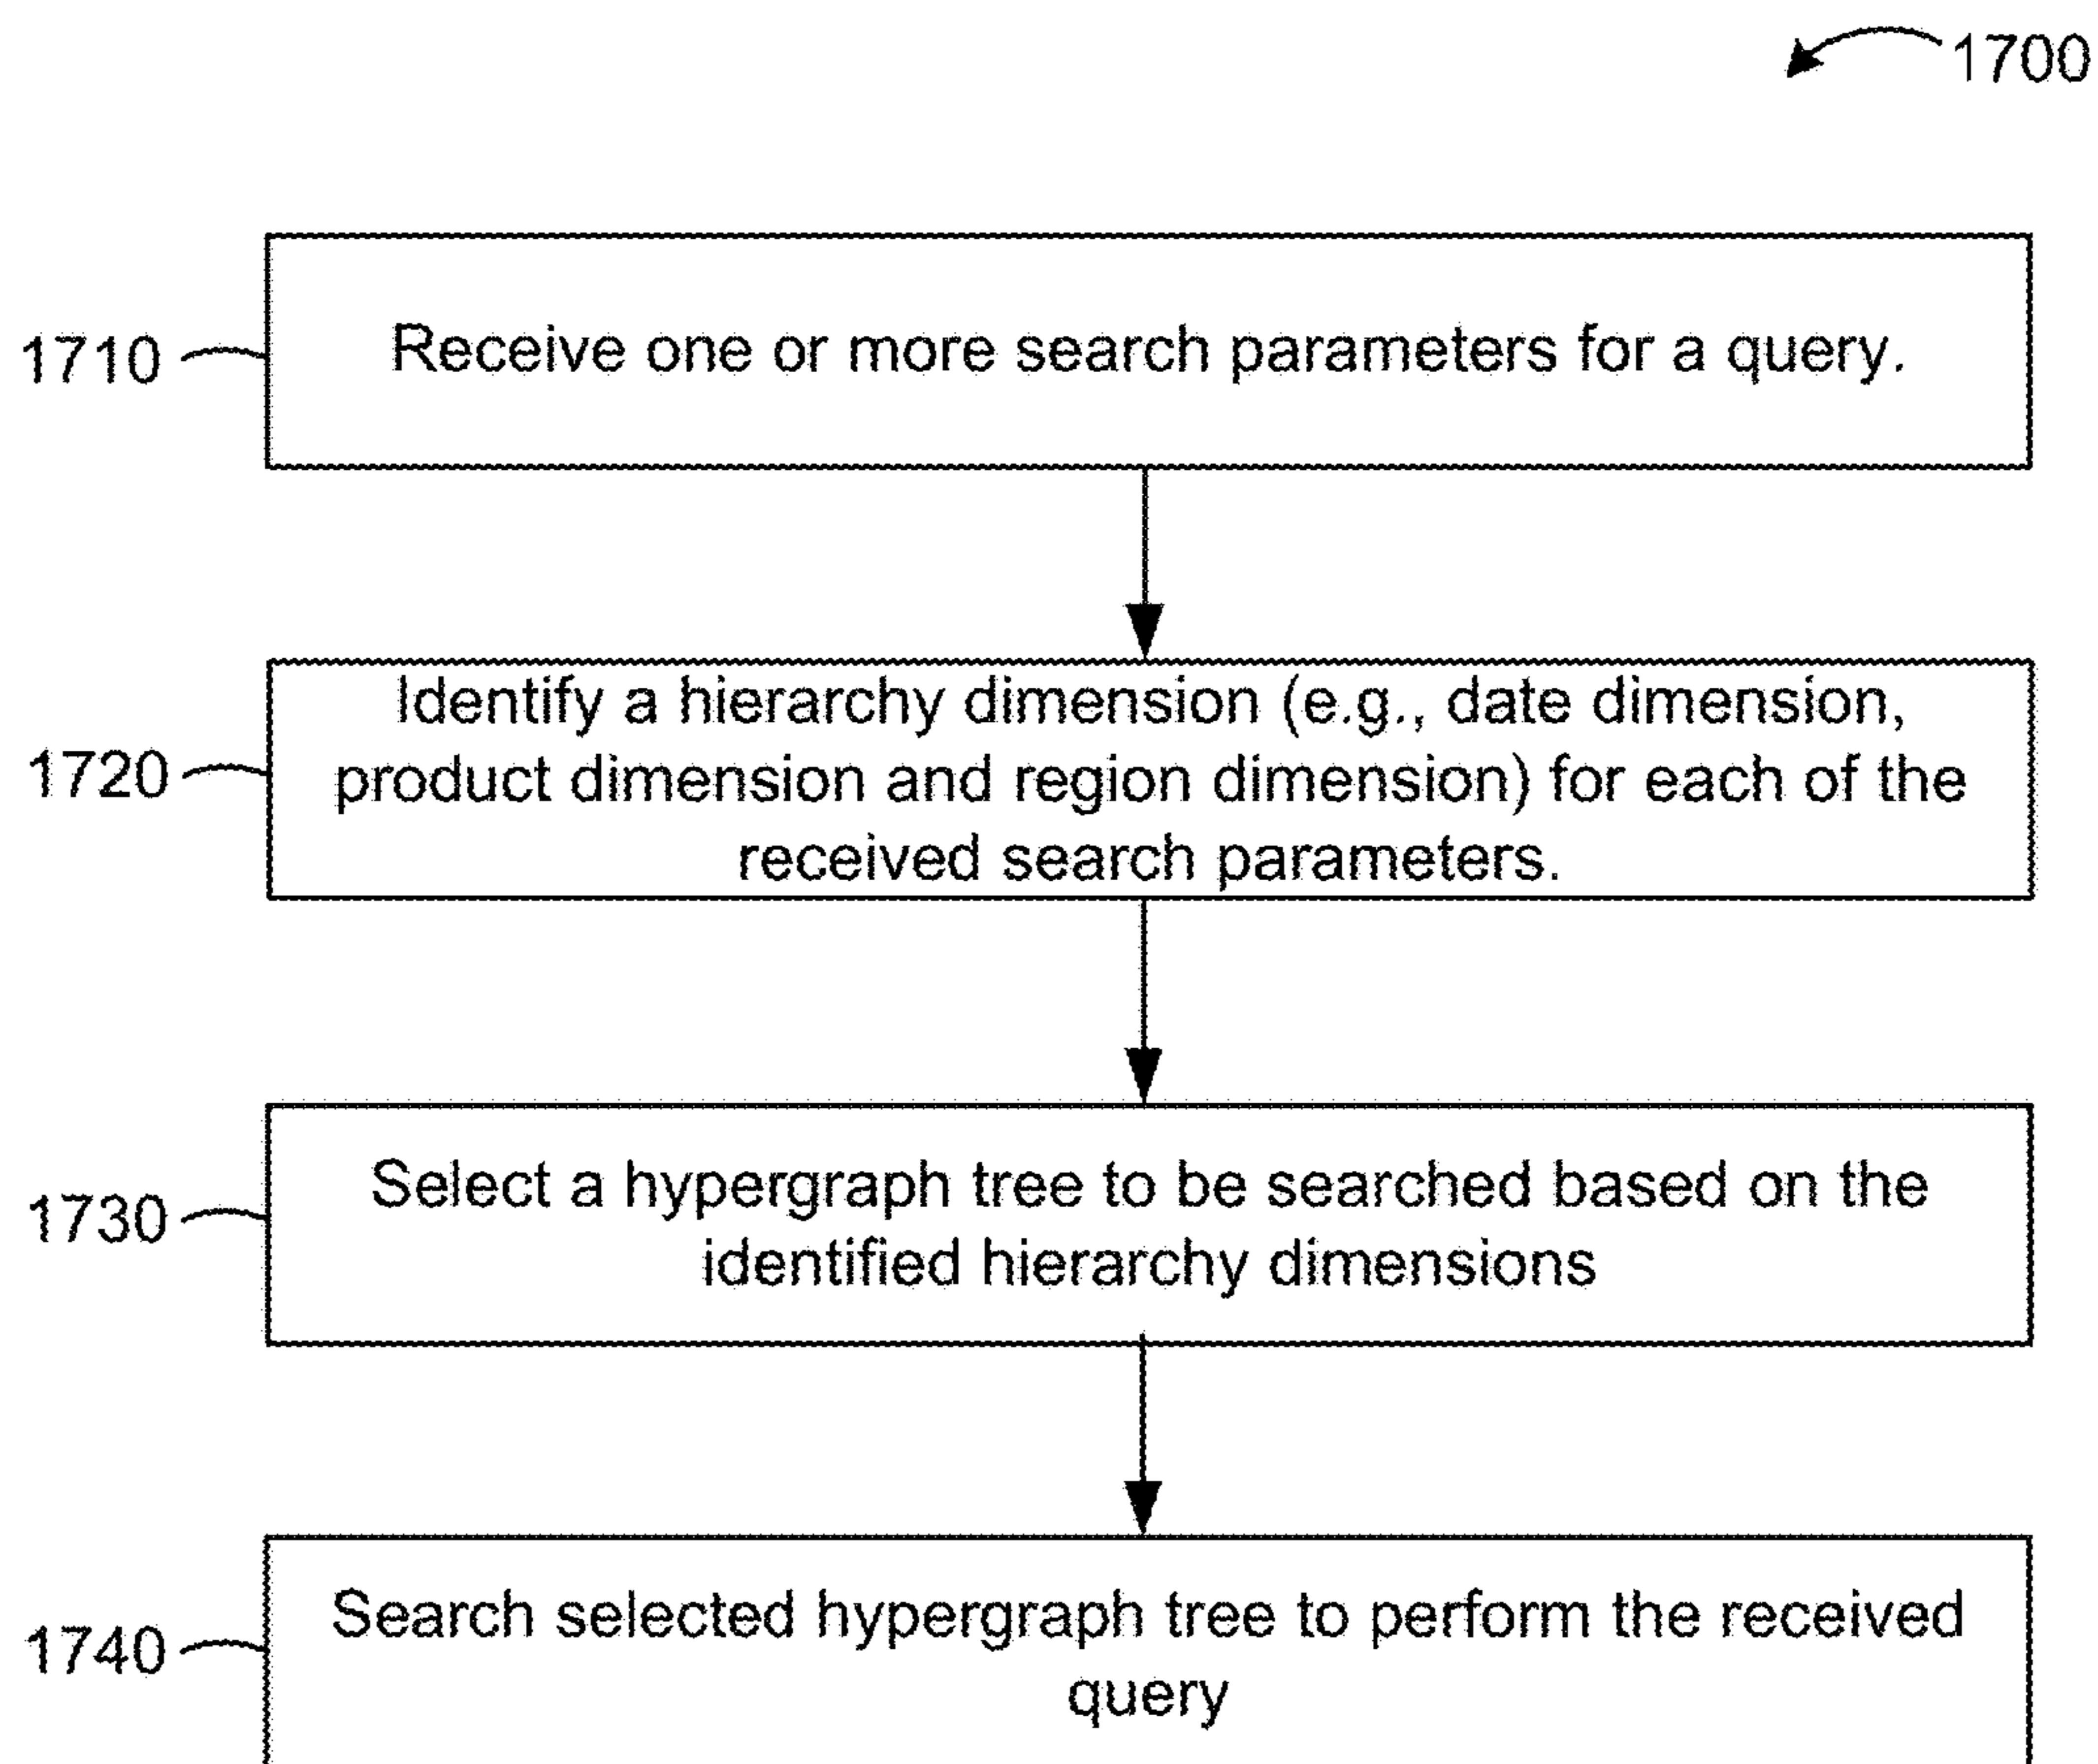 1700
1710
Receive one or more search parameters for a query.
1720
Identify a hierarchy dimension (e.g., date dimension,
product dimension and region dimension) for each of the
received search parameters.
1730
Select a hypergraph tree to be searched based on the
identified hierarchy dimensions
1740
Search selected hypergraph tree to perform the received
query